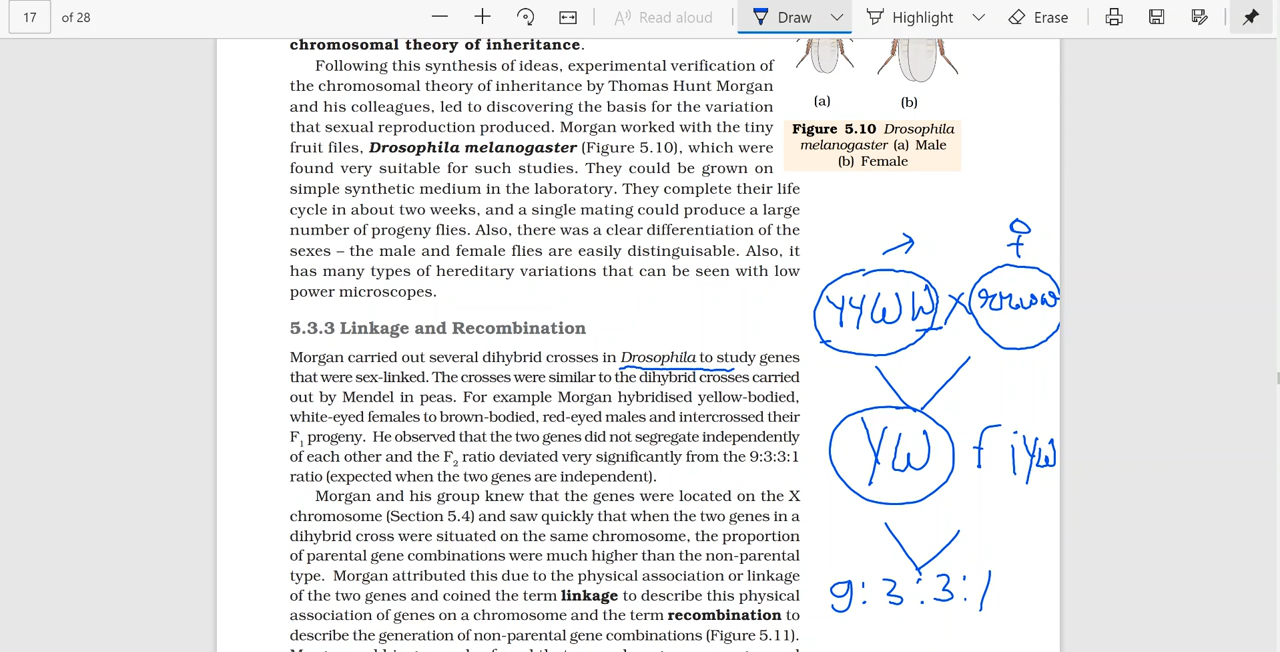 17 of 28
Read aloud
Draw
Highlight
Erase
chromosomal theory of inheritance.
Following this synthesis of ideas, experimental verification of
the chromosomal theory of inheritance by Thomas Hunt Morgan
and his colleagues, led to discovering the basis for the variation
that sexual reproduction produced. Morgan worked with the tiny
fruit flies, Drosophila melanogaster (Figure 5.10), which were
found very suitable for such studies. They could be grown on
simple synthetic medium in the laboratory. They complete their life
cycle in about two weeks, and a single mating could produce a large
number of progeny flies. Also, there was a clear differentiation of the
sexes – the male and female flies are easily distinguisable. Also, it
has many types of hereditary variations that can be seen with low
power microscopes.
(a) (b)
Figure 5.10 Drosophila
melanogaster (a) Male
(b) Female
5.3.3 Linkage and Recombination
Morgan carried out several dihybrid crosses in Drosophila to study genes
that were sex-linked. The crosses were similar to the dihybrid crosses carried
out by Mendel in peas. For example Morgan hybridised yellow-bodied,
white-eyed females to brown-bodied, red-eyed males and intercrossed their
F1 progeny. He observed that the two genes did not segregate independently
of each other and the F2 ratio deviated very significantly from the 9:3:3:1
ratio (expected when the two genes are independent).
Morgan and his group knew that the genes were located on the X
chromosome (Section 5.4) and saw quickly that when the two genes in a
dihybrid cross were situated on the same chromosome, the proportion
of parental gene combinations were much higher than the non-parental
type. Morgan attributed this due to the physical association or linkage
of the two genes and coined the term linkage to describe this physical
association of genes on a chromosome and the term recombination to
describe the generation of non-parental gene combinations (Figure 5.11).
YYWW X
YW
9:3:3:1